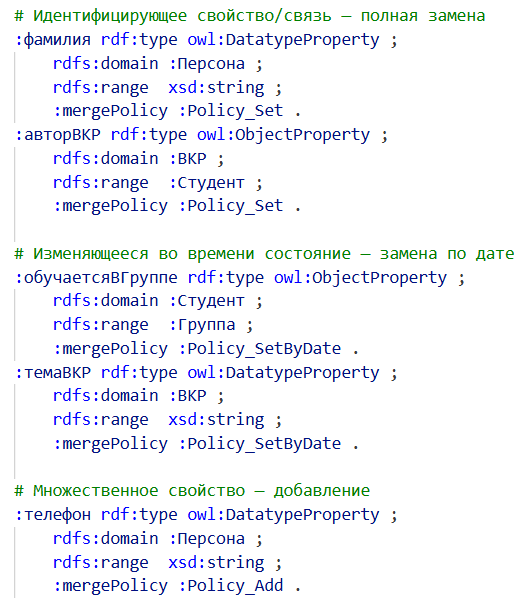 # Идентифицирующее свойство/связь — полная замена
:фамилия rdf:type owl:DatatypeProperty ;
    rdfs:domain :Персона ;
    rdfs:range  xsd:string ;
    :mergePolicy :Policy_Set .
:авторВКР rdf:type owl:ObjectProperty ;
    rdfs:domain :ВКР ;
    rdfs:range  :Студент ;
    :mergePolicy :Policy_Set .

# Изменяющееся во времени состояние — замена по дате
:обучаетсяВГруппе rdf:type owl:ObjectProperty ;
    rdfs:domain :Студент ;
    rdfs:range  :Группа ;
    :mergePolicy :Policy_SetByDate .
:темаВКР rdf:type owl:DatatypeProperty ;
    rdfs:domain :ВКР ;
    rdfs:range  xsd:string ;
    :mergePolicy :Policy_SetByDate .

# Множественное свойство — добавление
:телефон rdf:type owl:DatatypeProperty ;
    rdfs:domain :Персона ;
    rdfs:range  xsd:string ;
    :mergePolicy :Policy_Add .